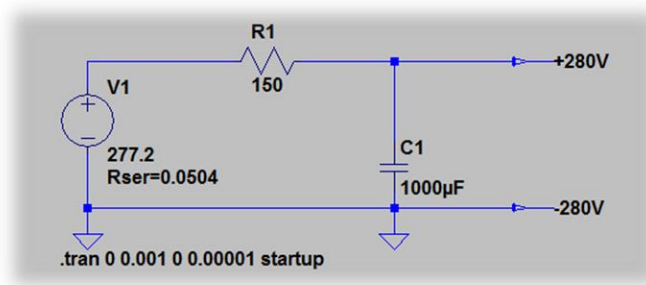 R1
150
+280V
V1
277.2
Rser=0.0504
C1
1000µF
-280V
.tran 0 0.001 0 0.00001 startup